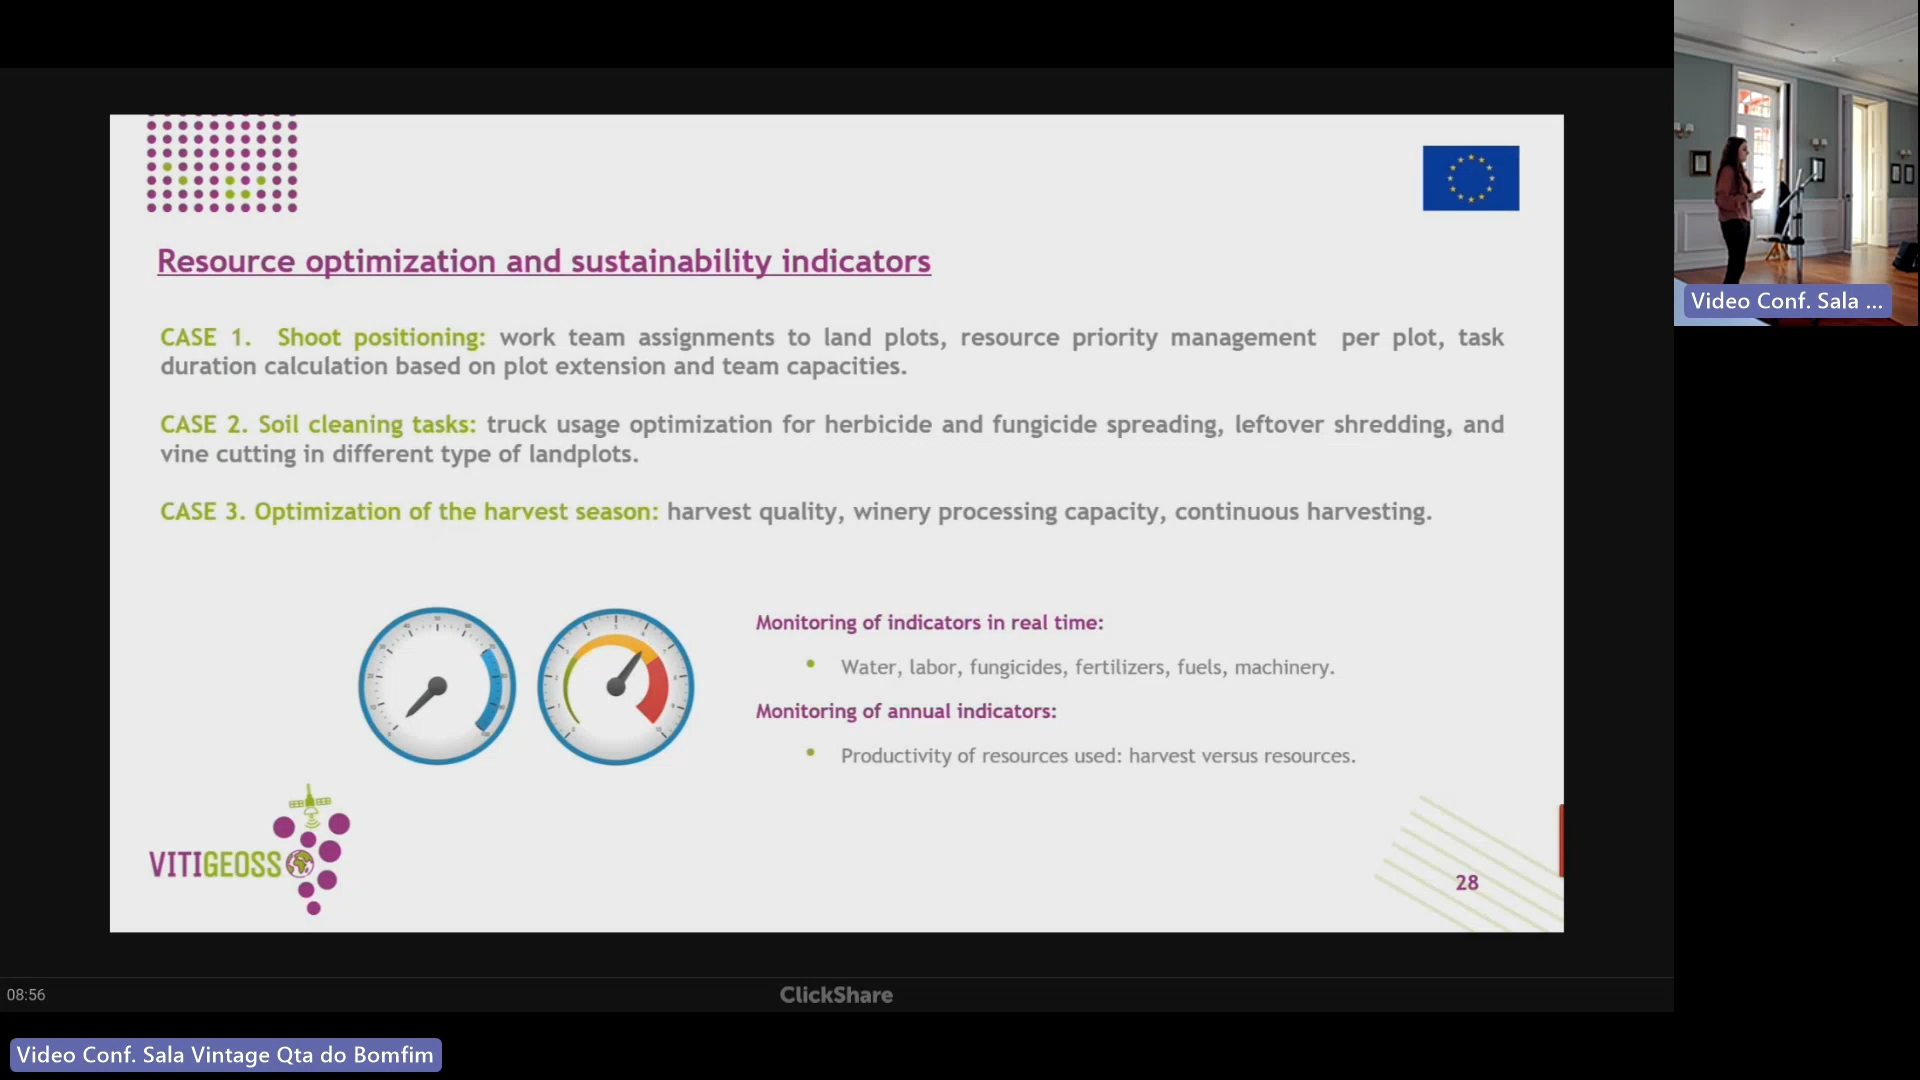 Resource optimization and sustainability indicators
CASE 1. Shoot positioning: work team assignments to land plots, resource priority management per plot, task
duration calculation based on plot extension and team capacities.
CASE 2. Soil cleaning tasks: truck usage optimization for herbicide and fungicide spreading, leftover shredding, and
vine cutting in different type of landplots.
CASE 3. Optimization of the harvest season: harvest quality, winery processing capacity, continuous harvesting.
Monitoring of indicators in real time:
• Water, labor, fungicides, fertilizers, fuels, machinery.
Monitoring of annual indicators:
• Productivity of resources used: harvest versus resources.
VITIGEOSS
28
08:56
ClickShare
Video Conf. Sala Vintage Qta do Bomfim
Video Conf. Sala ...